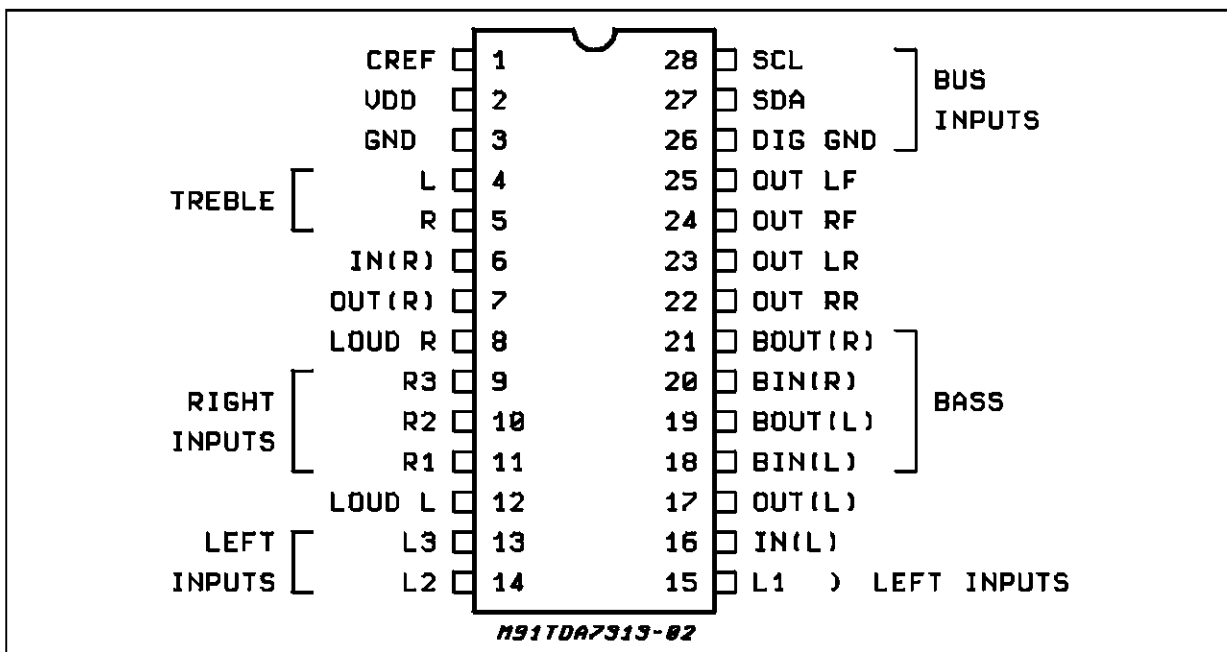 CREF 1 28 SCL
VDD 2 27 SDA
BUS INPUTS
GND 3 26 DIG GND
TREBLE
L 4 25 OUT LF
R 5 24 OUT RF
IN(R) 6 23 OUT LR
OUT(R) 7 22 OUT RR
LOUD R 8 21 BOUT(R)
RIGHT INPUTS
R3 9 20 BIN(R)
BASS
R2 10 19 BOUT(L)
R1 11 18 BIN(L)
LOUD L 12 17 OUT(L)
LEFT INPUTS
L3 13 16 IN(L)
L2 14 15 L1 ) LEFT INPUTS
M91TDA7313-02